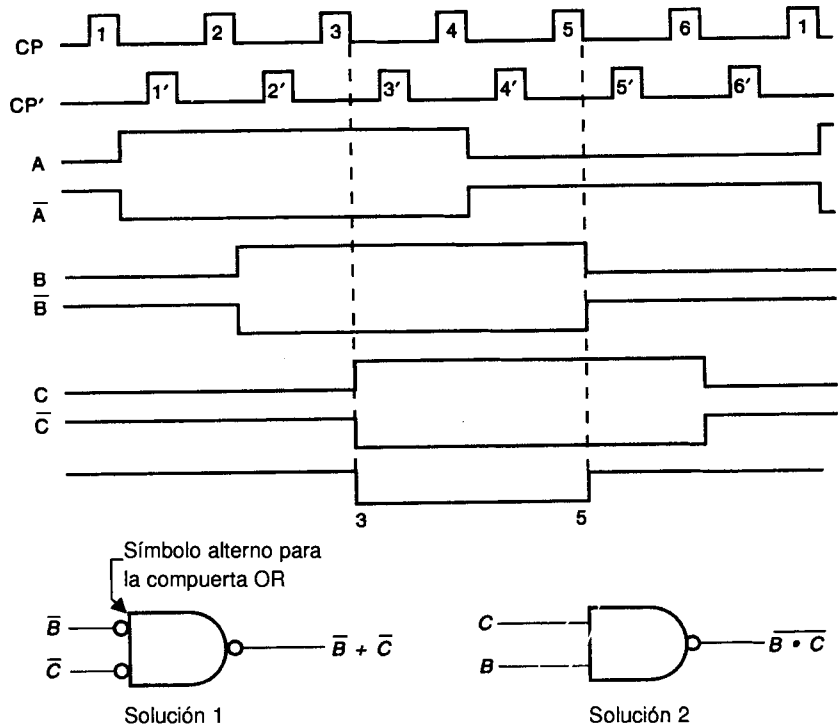 CP 1 2 3 4 5 6 1
CP' 1' 2' 3' 4' 5' 6'
A
A̅
B
B̅
C
C̅
3 5
Símbolo alterno para
la compuerta OR
B̅
C̅
B̅ + C̅
C
B
B̅ ̅•̅ ̅C̅
Solución 1
Solución 2